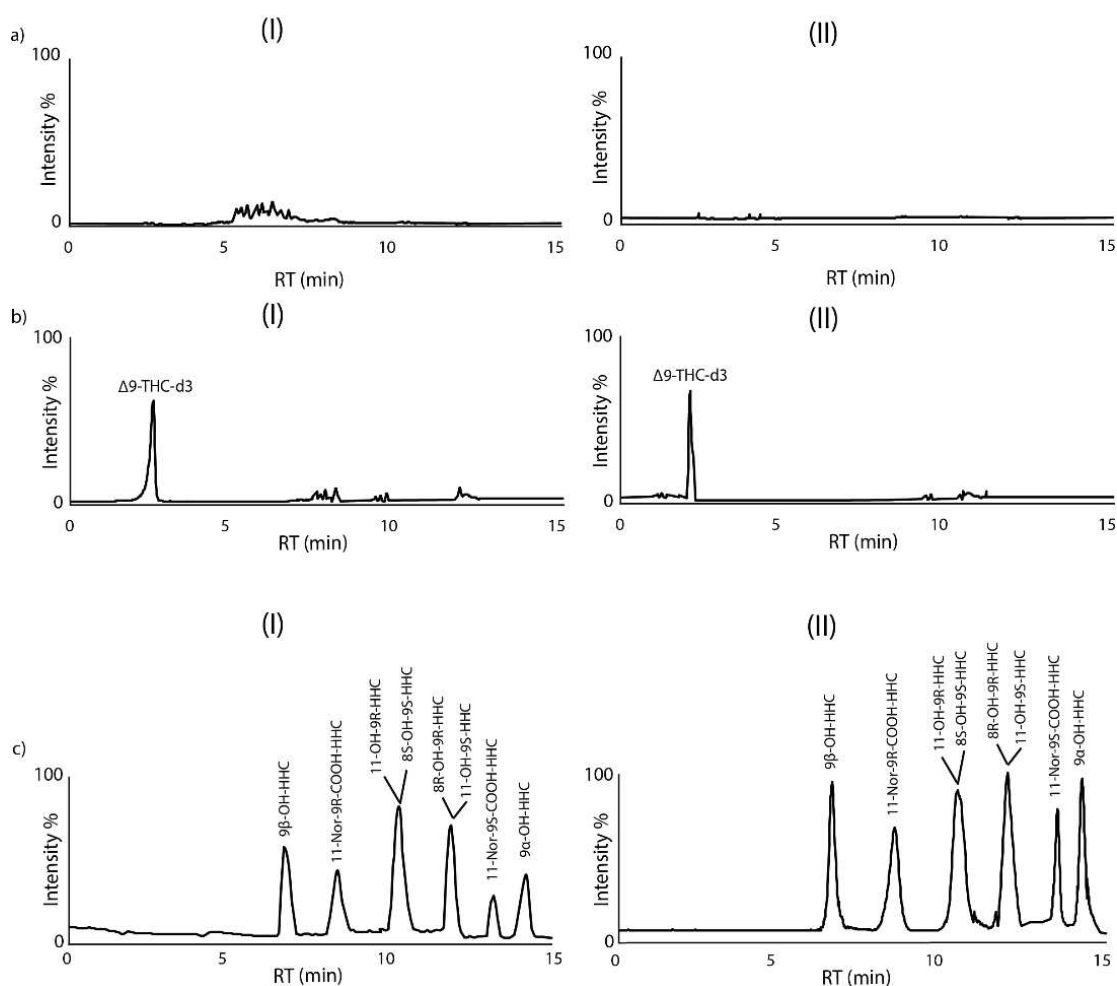 a)
(I)
100
Intensity %
0
0 5 10 15
RT (min)
(II)
100
Intensity %
0
0 5 10 15
RT (min)
b)
(I)
100
Δ9-THC-d3
Intensity %
0
0 5 10 15
RT (min)
(II)
100
Δ9-THC-d3
Intensity %
0
0 5 10 15
RT (min)
c)
(I)
100
Intensity %
0
9β-OH-HHC
11-Nor-9R-COOH-HHC
11-OH-9R-HHC
8S-OH-9S-HHC
8R-OH-9R-HHC
11-OH-9S-HHC
11-Nor-9S-COOH-HHC
9α-OH-HHC
0 5 10 15
RT (min)
(II)
100
Intensity %
0
9β-OH-HHC
11-Nor-9R-COOH-HHC
11-OH-9R-HHC
8S-OH-9S-HHC
8R-OH-9R-HHC
11-OH-9S-HHC
11-Nor-9S-COOH-HHC
9α-OH-HHC
0 5 10 15
RT (min)